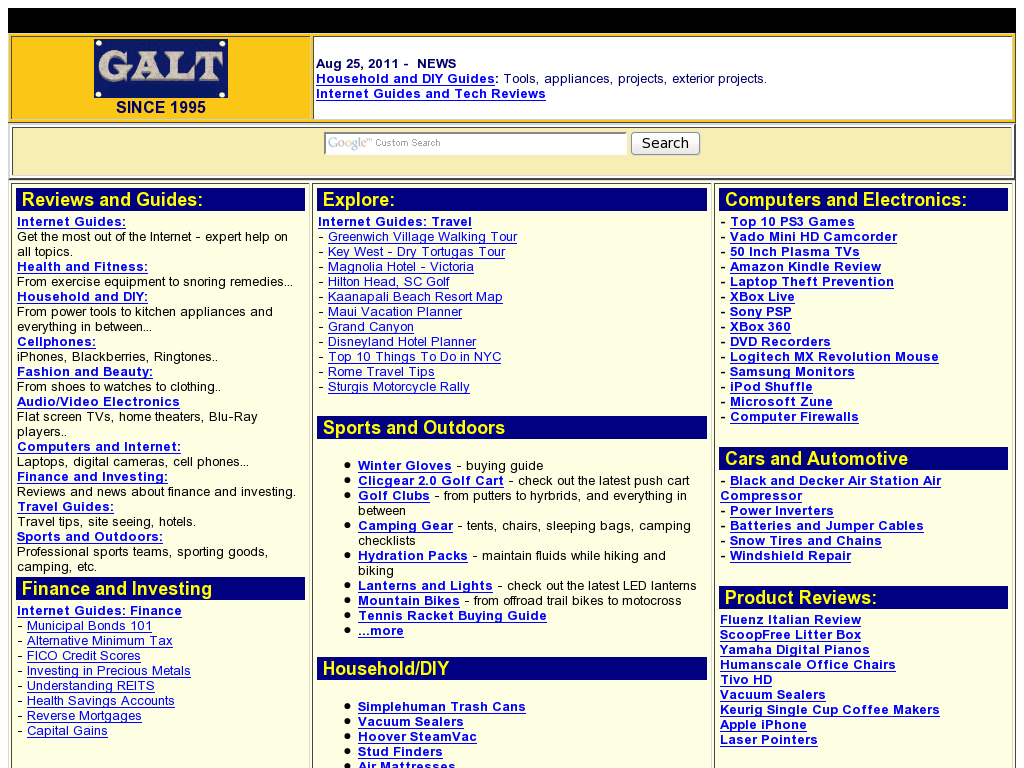 GALT
SINCE 1995
Aug 25, 2011 - NEWS
Household and DIY Guides: Tools, appliances, projects, exterior projects.
Internet Guides and Tech Reviews
Google™ Custom Search
Search
Reviews and Guides:
Internet Guides:
Get the most out of the Internet - expert help on
all topics.
Health and Fitness:
From exercise equipment to snoring remedies...
Household and DIY:
From power tools to kitchen appliances and
everything in between...
Cellphones:
iPhones, Blackberries, Ringtones..
Fashion and Beauty:
From shoes to watches to clothing..
Audio/Video Electronics
Flat screen TVs, home theaters, Blu-Ray
players..
Computers and Internet:
Laptops, digital cameras, cell phones...
Finance and Investing:
Reviews and news about finance and investing.
Travel Guides:
Travel tips, site seeing, hotels.
Sports and Outdoors:
Professional sports teams, sporting goods,
camping, etc.
Finance and Investing
Internet Guides: Finance
- Municipal Bonds 101
- Alternative Minimum Tax
- FICO Credit Scores
- Investing in Precious Metals
- Understanding REITS
- Health Savings Accounts
- Reverse Mortgages
- Capital Gains
Explore:
Internet Guides: Travel
- Greenwich Village Walking Tour
- Key West - Dry Tortugas Tour
- Magnolia Hotel - Victoria
- Hilton Head, SC Golf
- Kaanapali Beach Resort Map
- Maui Vacation Planner
- Grand Canyon
- Disneyland Hotel Planner
- Top 10 Things To Do in NYC
- Rome Travel Tips
- Sturgis Motorcycle Rally
Sports and Outdoors
• Winter Gloves - buying guide
• Clicgear 2.0 Golf Cart - check out the latest push cart
• Golf Clubs - from putters to hyrbrids, and everything in
between
• Camping Gear - tents, chairs, sleeping bags, camping
checklists
• Hydration Packs - maintain fluids while hiking and
biking
• Lanterns and Lights - check out the latest LED lanterns
• Mountain Bikes - from offroad trail bikes to motocross
• Tennis Racket Buying Guide
• ...more
Household/DIY
• Simplehuman Trash Cans
• Vacuum Sealers
• Hoover SteamVac
• Stud Finders
• Air Mattresses
Computers and Electronics:
- Top 10 PS3 Games
- Vado Mini HD Camcorder
- 50 Inch Plasma TVs
- Amazon Kindle Review
- Laptop Theft Prevention
- XBox Live
- Sony PSP
- XBox 360
- DVD Recorders
- Logitech MX Revolution Mouse
- Samsung Monitors
- iPod Shuffle
- Microsoft Zune
- Computer Firewalls
Cars and Automotive
- Black and Decker Air Station Air
Compressor
- Power Inverters
- Batteries and Jumper Cables
- Snow Tires and Chains
- Windshield Repair
Product Reviews:
Fluenz Italian Review
ScoopFree Litter Box
Yamaha Digital Pianos
Humanscale Office Chairs
Tivo HD
Vacuum Sealers
Keurig Single Cup Coffee Makers
Apple iPhone
Laser Pointers